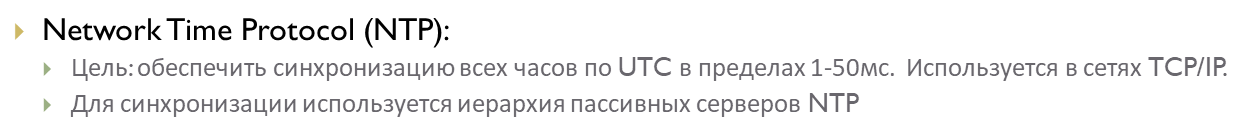 Network Time Protocol (NTP):
Цель: обеспечить синхронизацию всех часов по UTC в пределах 1-50мс. Используется в сетях TCP/IP.
Для синхронизации используется иерархия пассивных серверов NTP